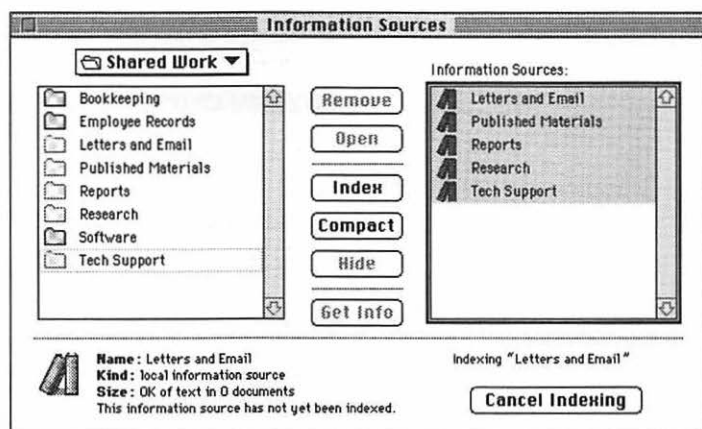 Information Sources
Shared Work
Bookkeeping
Employee Records
Letters and Email
Published Materials
Reports
Research
Software
Tech Support
Remove
Open
Index
Compact
Hide
Get Info
Information Sources:
Letters and Email
Published Materials
Reports
Research
Tech Support
Name: Letters and Email
Kind: local information source
Size: 0K of text in 0 documents
This information source has not yet been indexed.
Indexing "Letters and Email"
Cancel Indexing